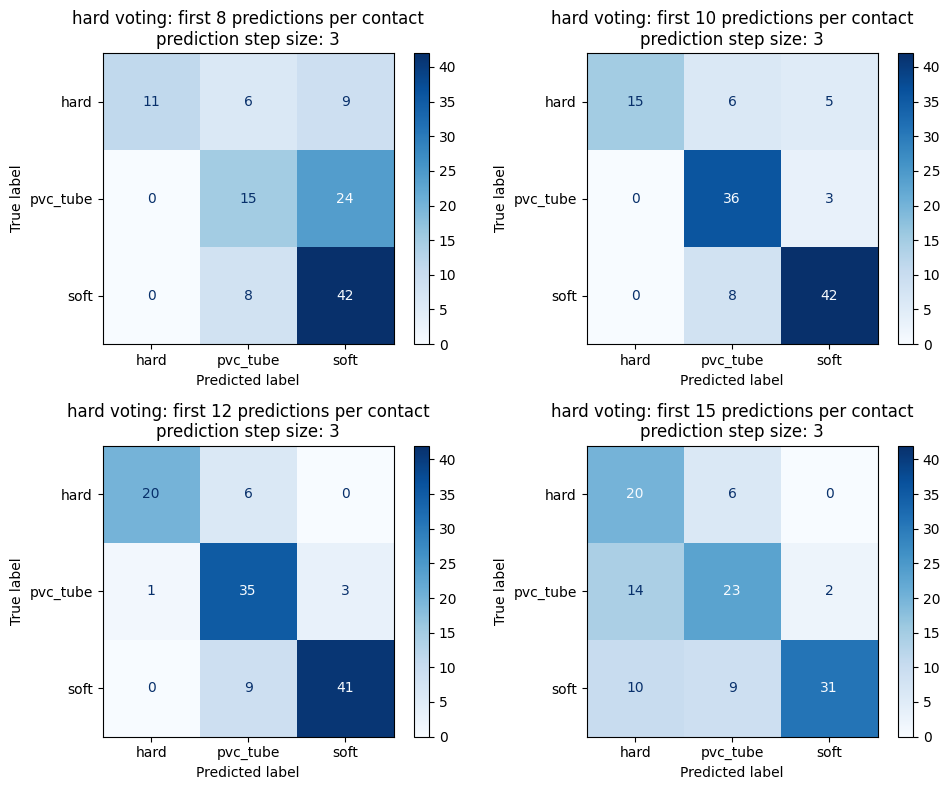 hard voting: first 8 predictions per contact
prediction step size: 3
True label
hard
pvc_tube
soft
11 6 9
0 15 24
0 8 42
hard pvc_tube soft
Predicted label
40
35
30
25
20
15
10
5
0
hard voting: first 10 predictions per contact
prediction step size: 3
True label
hard
pvc_tube
soft
15 6 5
0 36 3
0 8 42
hard pvc_tube soft
Predicted label
40
35
30
25
20
15
10
5
0
hard voting: first 12 predictions per contact
prediction step size: 3
True label
hard
pvc_tube
soft
20 6 0
1 35 3
0 9 41
hard pvc_tube soft
Predicted label
40
35
30
25
20
15
10
5
0
hard voting: first 15 predictions per contact
prediction step size: 3
True label
hard
pvc_tube
soft
20 6 0
14 23 2
10 9 31
hard pvc_tube soft
Predicted label
40
35
30
25
20
15
10
5
0